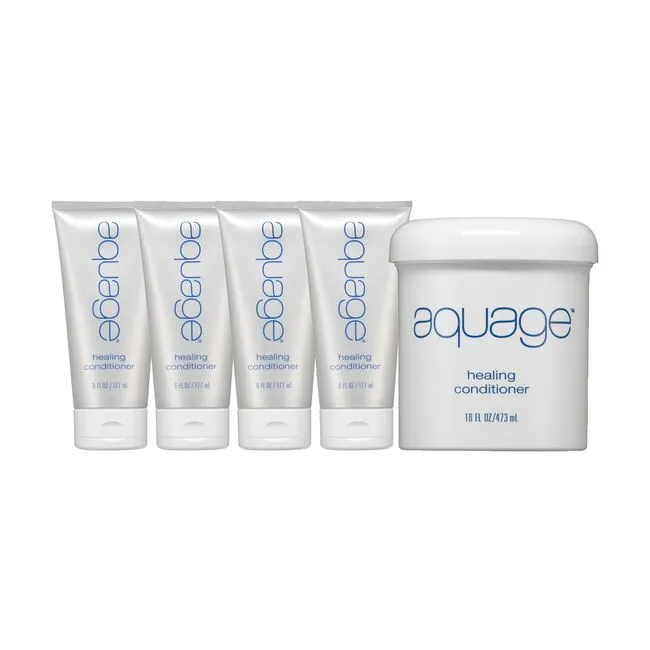 aquage®
healing
conditioner
6 FL OZ/177 mL
aquage®
healing
conditioner
6 FL OZ/177 mL
aquage®
healing
conditioner
6 FL OZ/177 mL
aquage®
healing
conditioner
6 FL OZ/177 mL
aquage™
healing
conditioner
16 FL OZ/473 mL